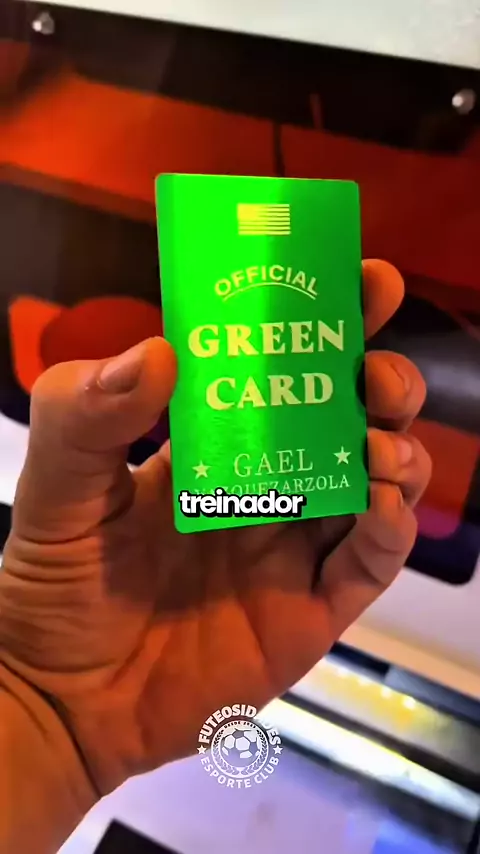 OFFICIAL
GREEN
CARD
GAEL
treinador
FUTEOSIDADES
ESPORTE CLUB